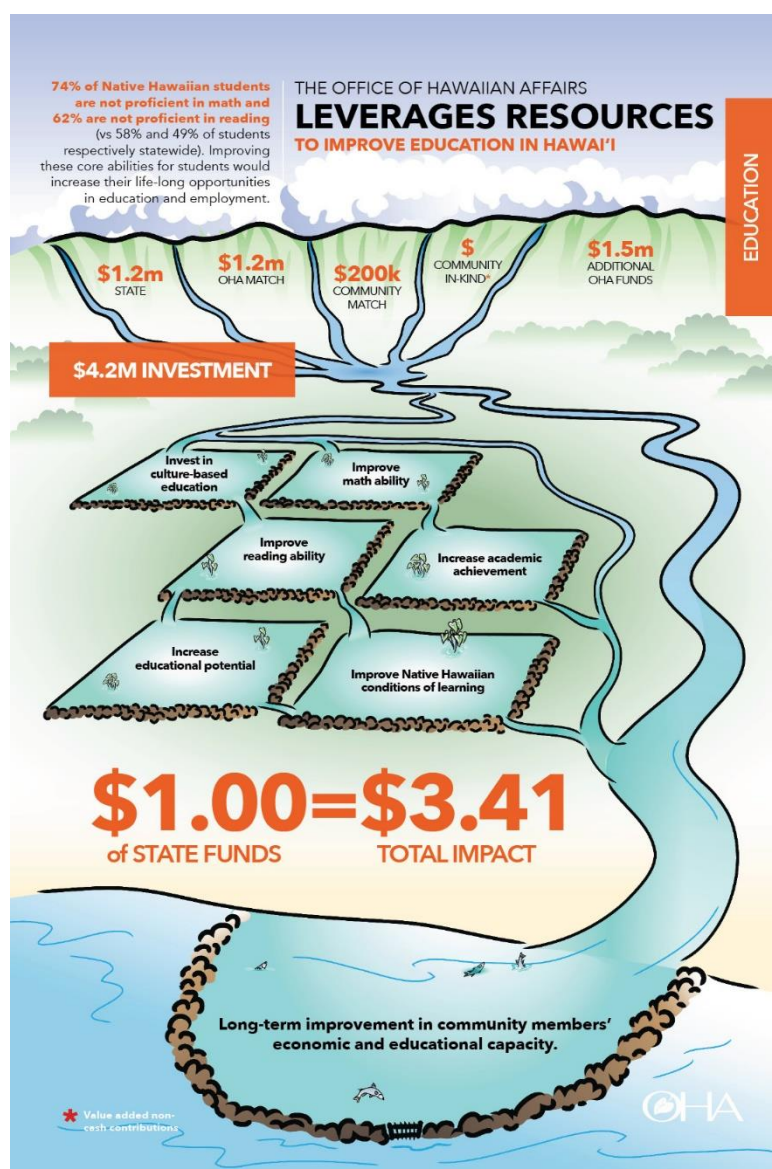 74% of Native Hawaiian students
are not proficient in math and
62% are not proficient in reading
(vs 58% and 49% of students
respectively statewide). Improving
these core abilities for students would
increase their life-long opportunities
in education and employment.
THE OFFICE OF HAWAIIAN AFFAIRS
LEVERAGES RESOURCES
TO IMPROVE EDUCATION IN HAWAI'I
EDUCATION
$1.2m
STATE
$1.2m
OHA MATCH
$200k
COMMUNITY
MATCH
$
COMMUNITY
IN-KIND*
$1.5m
ADDITIONAL
OHA FUNDS
$4.2M INVESTMENT
Invest in
culture-based
education
Improve
math ability
Improve
reading ability
Increase academic
achievement
Increase
educational potential
Improve Native Hawaiian
conditions of learning
$1.00=$3.41
of STATE FUNDS TOTAL IMPACT
Long-term improvement in community members'
economic and educational capacity.
* Value added non-
cash contributions
OHA